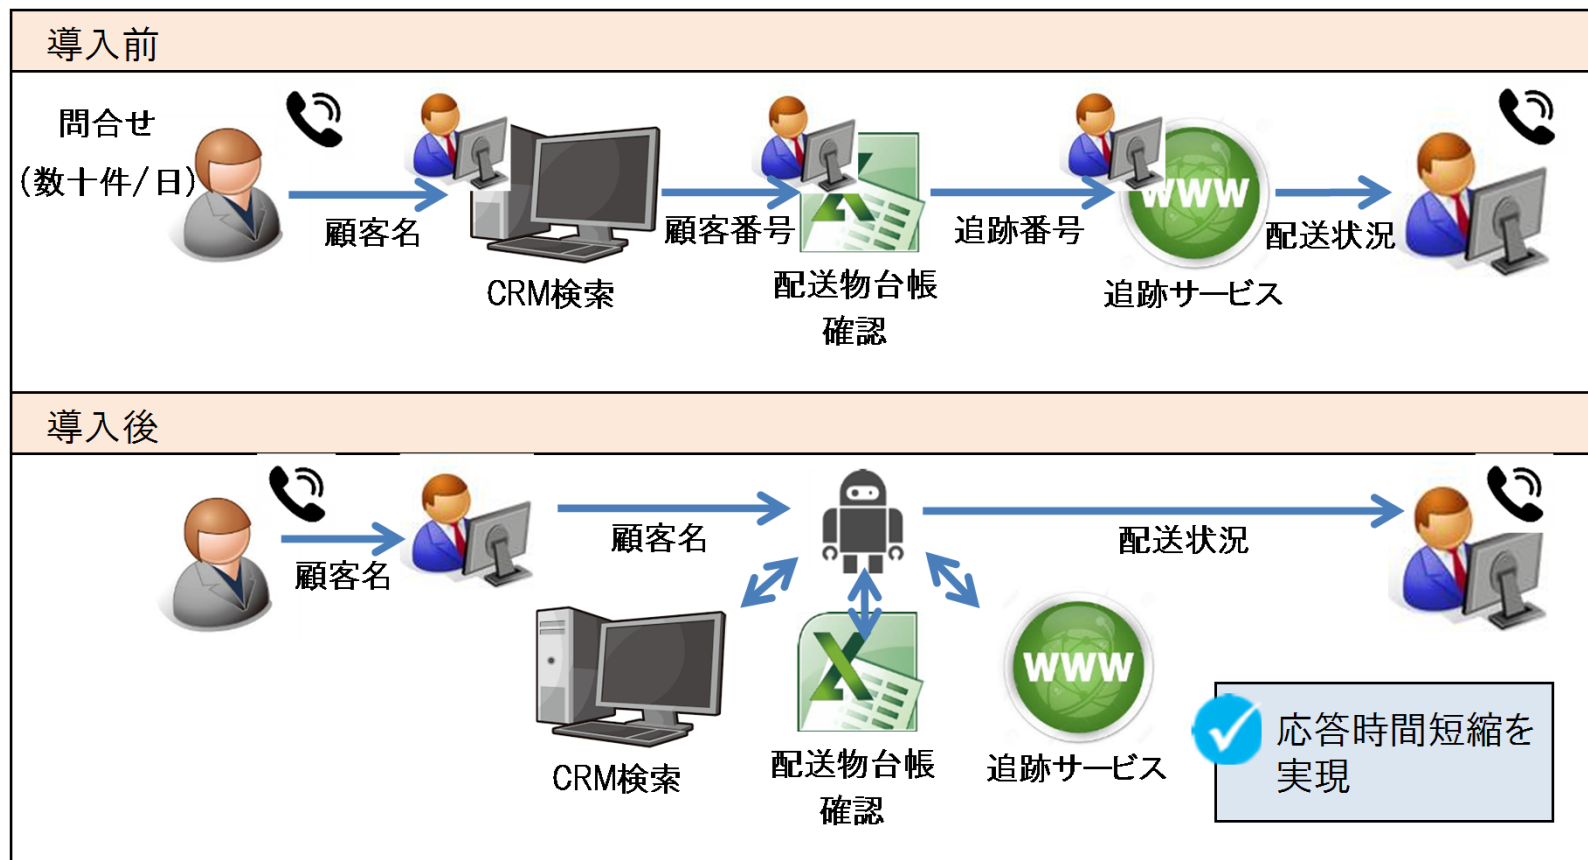 導入前
問合せ
(数十件/日)
顧客名
顧客番号
追跡番号
配送状況
CRM検索
配送物台帳
確認
WWW
追跡サービス
導入後
顧客名
顧客名
配送状況
CRM検索
配送物台帳
確認
WWW
追跡サービス
応答時間短縮を
実現